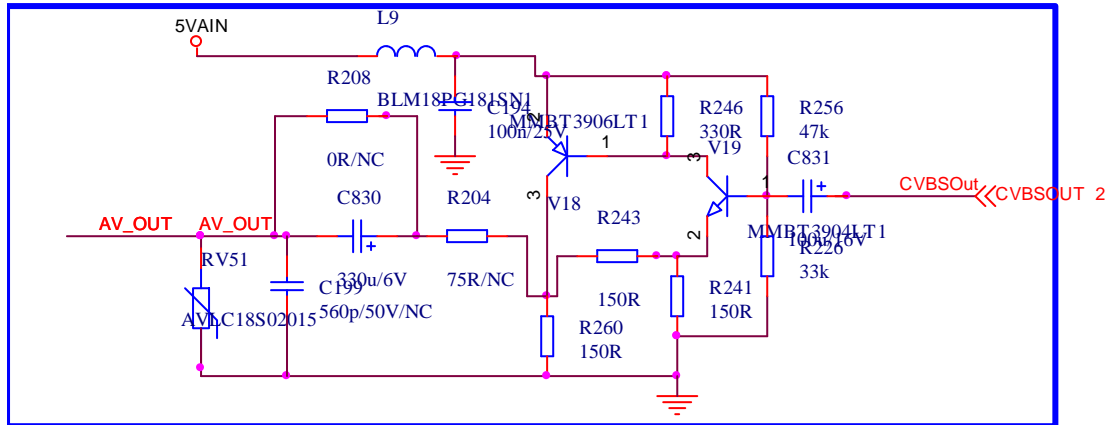 L9
5VAIN
R208
BLM18PG181SN1
C194
100n/25V
MMBT3906LT1
2
1
3
V18
R246
330R
V19
3
R256
47k
C831
1
CVBSOut
CVBSOUT 2
0R/NC
C830
R204
R243
2
MMBT3904LT1
100u/16V
R226
33k
AV_OUT
AV_OUT
RV51
330u/6V
75R/NC
C199
560p/50V/NC
AVLC18S02015
150R
R241
150R
R260
150R